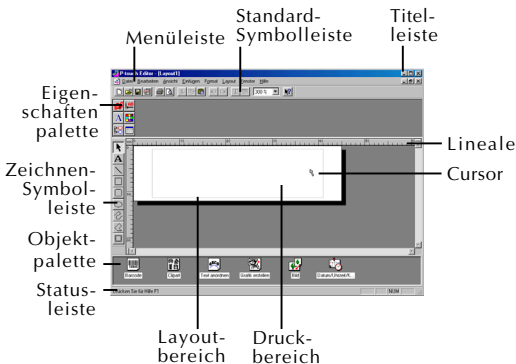 Standard-
Symbolleiste
Titel-
leiste
Menüleiste
P-touch Editor - [Layout1]
Datei Bearbeiten Ansicht Einfügen Format Layout Fenster Hilfe
300 %
Eigen-
schaften
palette
Lineale
Cursor
Zeichnen-
Symbol-
leiste
Objekt-
palette
Barcode
Clipart
Text anordnen
Grafik erstellen
Bild
Datum/Uhrzeit/K...
Status-
leiste
Drücken Sie für Hilfe F1
NUM
Layout-
bereich
Druck-
bereich